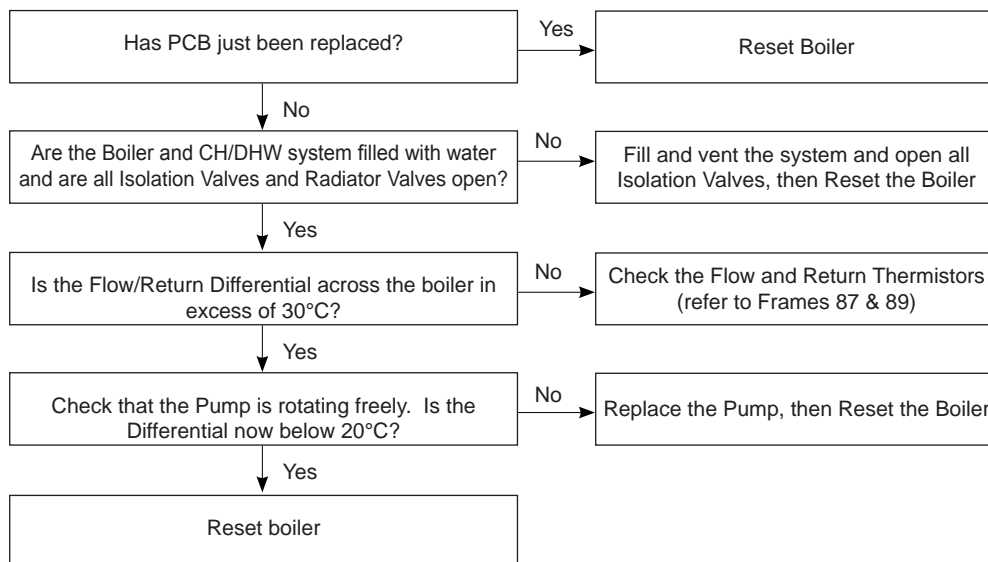 Has PCB just been replaced?
Yes
Reset Boiler
No
Are the Boiler and CH/DHW system filled with water
and are all Isolation Valves and Radiator Valves open?
No
Fill and vent the system and open all
Isolation Valves, then Reset the Boiler
Yes
Is the Flow/Return Differential across the boiler in
excess of 30°C?
No
Check the Flow and Return Thermistors
(refer to Frames 87 & 89)
Yes
Check that the Pump is rotating freely.  Is the
Differential now below 20°C?
No
Replace the Pump, then Reset the Boiler
Yes
Reset boiler